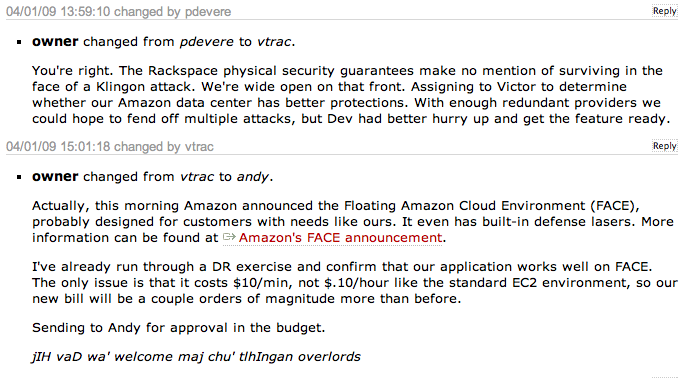 04/01/09 13:59:10 changed by pdevere
Reply
owner changed from pdevere to vtrac.
You're right. The Rackspace physical security guarantees make no mention of surviving in the
face of a Klingon attack. We're wide open on that front. Assigning to Victor to determine
whether our Amazon data center has better protections. With enough redundant providers we
could hope to fend off multiple attacks, but Dev had better hurry up and get the feature ready.
04/01/09 15:01:18 changed by vtrac
Reply
owner changed from vtrac to andy.
Actually, this morning Amazon announced the Floating Amazon Cloud Environment (FACE),
probably designed for customers with needs like ours. It even has built-in defense lasers. More
information can be found at Amazon's FACE announcement.
I've already run through a DR exercise and confirm that our application works well on FACE.
The only issue is that it costs $10/min, not $.10/hour like the standard EC2 environment, so our
new bill will be a couple orders of magnitude more than before.
Sending to Andy for approval in the budget.
jIH vaD wa' welcome maj chu' tlhIngan overlords